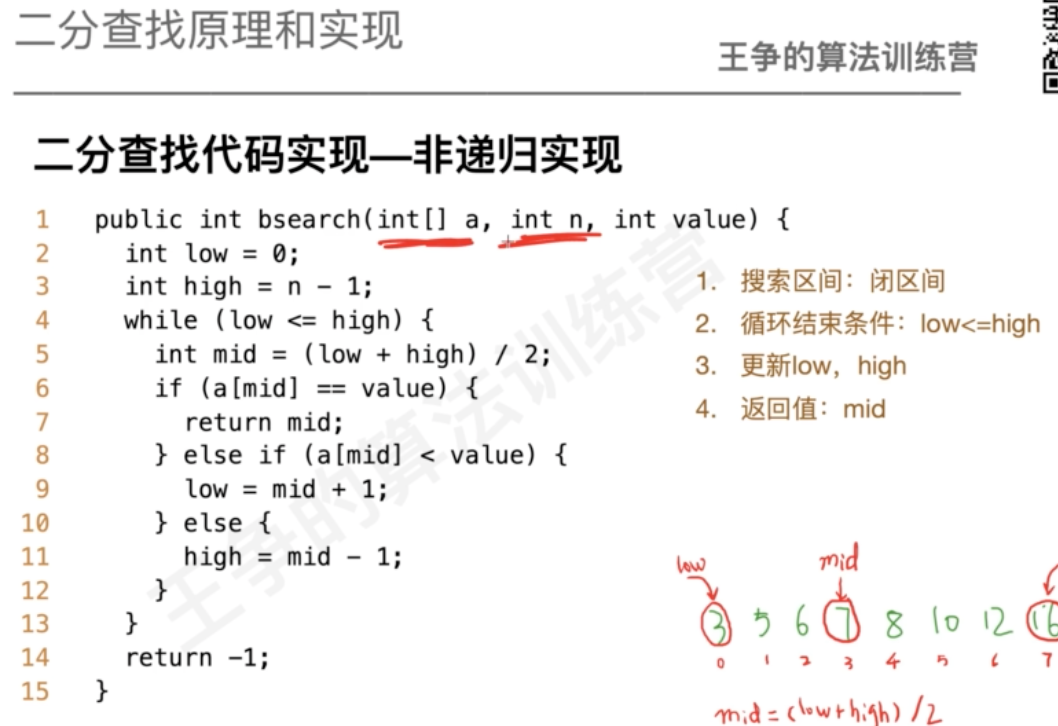 二分查找原理和实现
王争的算法训练营
二分查找代码实现—非递归实现
1 public int bsearch(int[] a, int n, int value) {
2 int low = 0;
3 int high = n - 1;
4 while (low <= high) {
5 int mid = (low + high) / 2;
6 if (a[mid] == value) {
7 return mid;
8 } else if (a[mid] < value) {
9 low = mid + 1;
10 } else {
11 high = mid - 1;
12 }
13 }
14 return -1;
15 }
1. 搜索区间：闭区间
2. 循环结束条件：low<=high
3. 更新low，high
4. 返回值：mid
王争的算法训练营
low mid
3 5 6 7 8 10 12 16
0 1 2 3 4 5 6 7
mid = (low+high) /2